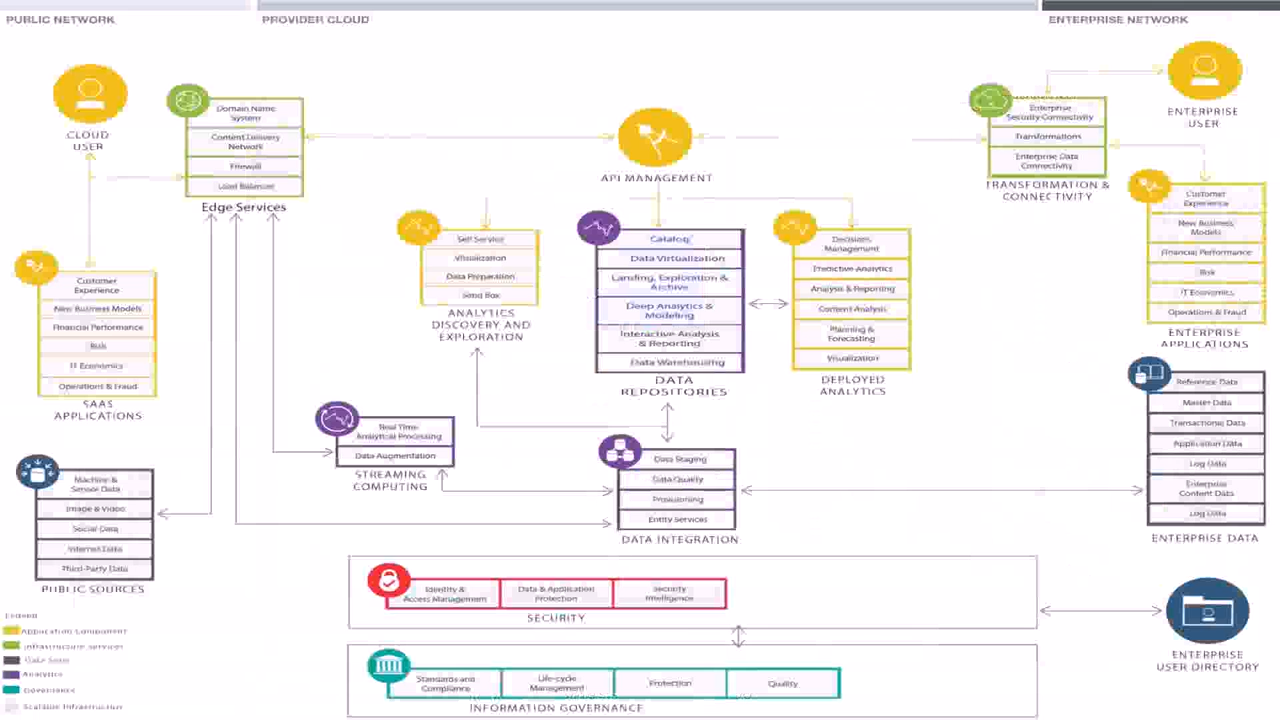 PUBLIC NETWORK
PROVIDER CLOUD
ENTERPRISE NETWORK
CLOUD
USER
Domain Name
System
Content Delivery
Network
Firewall
Load Balancer
Edge Services
API MANAGEMENT
Enterprise
Security Connectivity
Transformations
Enterprise Data
Connectivity
TRANSFORMATION &
CONNECTIVITY
ENTERPRISE
USER
Customer
Experience
New Business
Models
Financial Performance
Risk
IT Economics
Operations & Fraud
ENTERPRISE
APPLICATIONS
Customer
Experience
New Business Models
Financial Performance
Risk
IT Economics
Operations & Fraud
SAAS
APPLICATIONS
Self Service
Visualization
Data Preparation
Send Box
ANALYTICS
DISCOVERY AND
EXPLORATION
Catalog
Data Virtualization
Landing, Exploration &
Archive
Deep Analytics &
Modeling
Interactive Analysis
& Reporting
Data Warehousing
DATA
REPOSITORIES
Decisions
Management
Predictive Analytics
Analysis & Reporting
Content Analysis
Planning &
Forecasting
Visualization
DEPLOYED
ANALYTICS
Reference Data
Master Data
Transactional Data
Application Data
Log Data
Enterprise
Content Data
Log Data
ENTERPRISE DATA
Real Time
Analytical Processing
Data Augmentation
STREAMING
COMPUTING
Data Staging
Data Quality
Provisioning
Entity Services
DATA INTEGRATION
Machine &
Sensor Data
Image & Video
Social Data
Internet Data
Third-Party Data
PUBLIC SOURCES
Identity &
Access Management
Data & Application
Protection
Security
Intelligence
SECURITY
ENTERPRISE
USER DIRECTORY
Standards and
Compliance
Life-cycle
Management
Protection
Quality
INFORMATION GOVERNANCE
Legend
Application Component
Infrastructure Services
Data Store
Analytics
Governance
Scalable Infrastructure